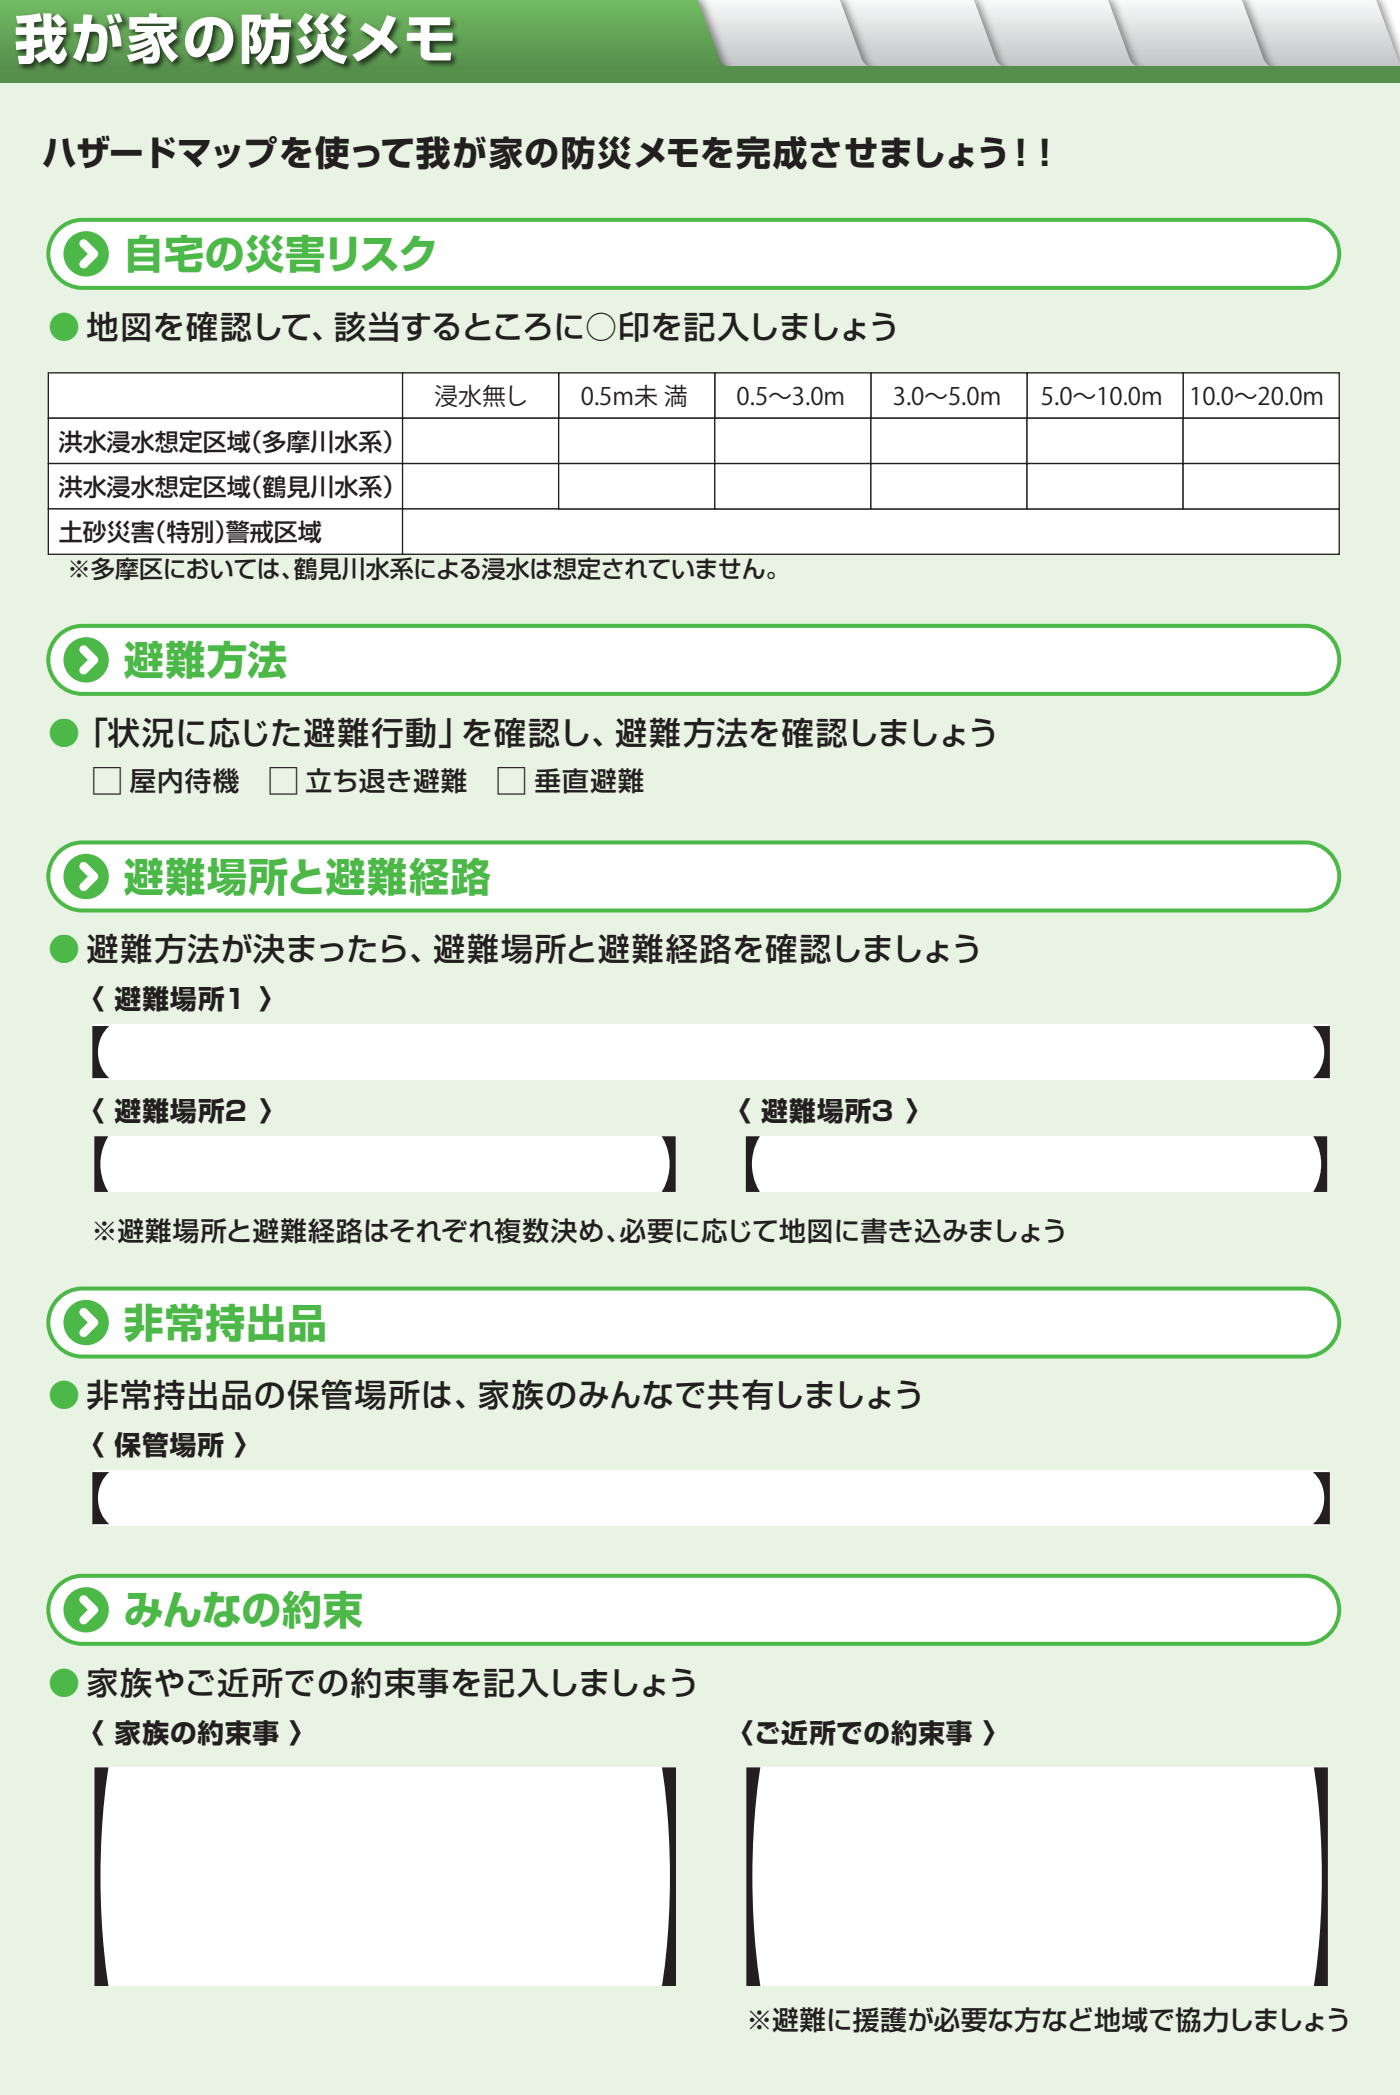 我が家の防災メモ
ハザードマップを使って我が家の防災メモを完成させましょう!!
自宅の災害リスク
●地図を確認して、該当するところに○印を記入しましょう
浸水無し 0.5m未 満 0.5〜3.0m 3.0〜5.0m 5.0〜10.0m 10.0〜20.0m
洪水浸水想定区域(多摩川水系)
洪水浸水想定区域(鶴見川水系)
土砂災害(特別)警戒区域
※多摩区においては、鶴見川水系による浸水は想定されていません。
避難方法
●「状況に応じた避難行動」を確認し、避難方法を確認しましょう
□ 屋内待機 □ 立ち退き避難 □ 垂直避難
避難場所と避難経路
●避難方法が決まったら、避難場所と避難経路を確認しましょう
〈 避難場所1 〉
〈 避難場所2 〉 〈 避難場所3 〉
※避難場所と避難経路はそれぞれ複数決め、必要に応じて地図に書き込みましょう
非常持出品
●非常持出品の保管場所は、家族のみんなで共有しましょう
〈 保管場所 〉
みんなの約束
●家族やご近所での約束事を記入しましょう
〈 家族の約束事 〉 〈ご近所での約束事 〉
※避難に援護が必要な方など地域で協力しましょう